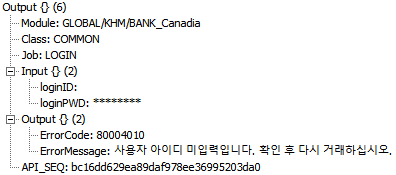 Output {} (6)
Module: GLOBAL/KHM/BANK_Canadia
Class: COMMON
Job: LOGIN
Input {} (2)
loginID:
loginPWD: ********
Output {} (2)
ErrorCode: 80004010
ErrorMessage: 사용자 아이디 미입력입니다. 확인 후 다시 거래하십시오.
API_SEQ: bc16dd629ea89daf978ee36995203da0